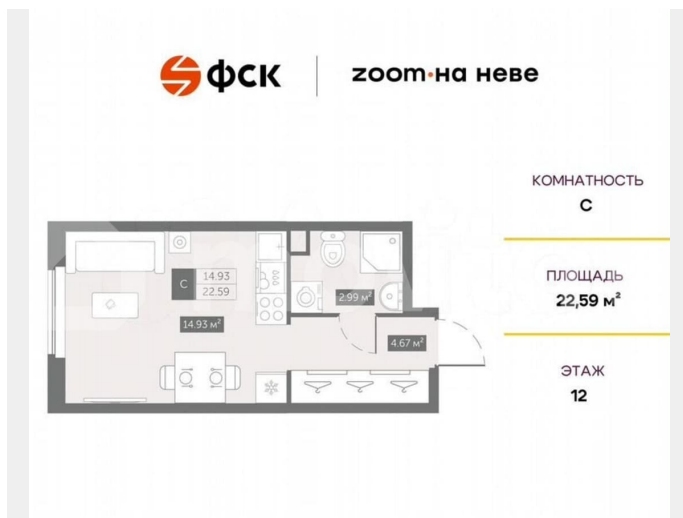 ФСК
zoom·на неве
КОМНАТНОСТЬ
С
ПЛОЩАДЬ
22,59 м²
ЭТАЖ
12
С
14.93
22.59
14.93 м²
2.99 м²
4.67 м²